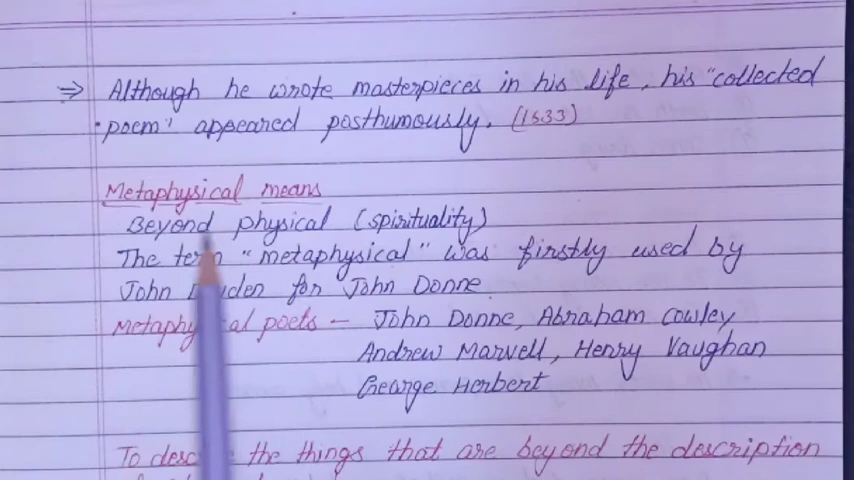 ⇒ Although he wrote masterpieces in his life, his "collected
poem" appeared posthumously. (1633)
Metaphysical means
Beyond physical (spirituality)
The term "metaphysical" was firstly used by
John for John Donne.
Metaphysical poets - John Donne, Abraham Cowley
Andrew Marvell, Henry Vaughan
George Herbert
To the things that are beyond the description